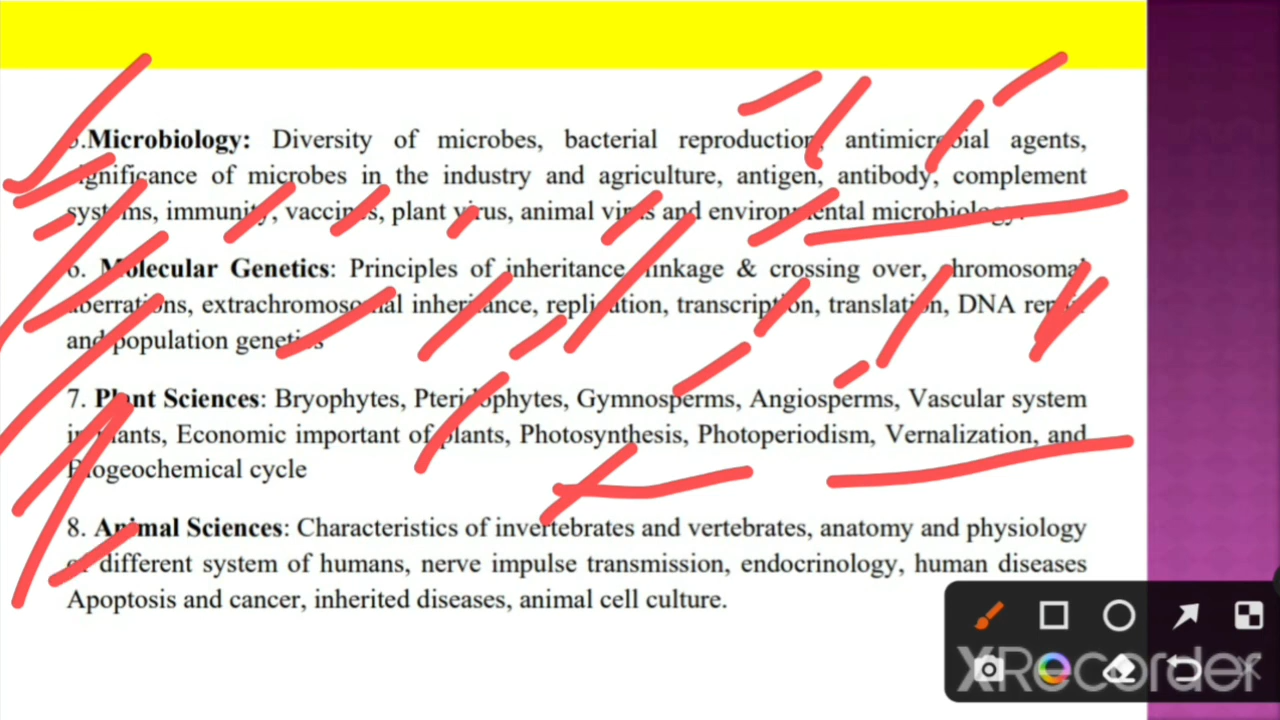 5.Microbiology: Diversity of microbes, bacterial reproduction, antimicrobial agents,
significance of microbes in the industry and agriculture, antigen, antibody, complement
systems, immunity, vaccines, plant virus, animal virus and environmental microbiology.
6. Molecular Genetics: Principles of inheritance, linkage & crossing over, chromosomal
aberrations, extrachromosomal inheritance, replication, transcription, translation, DNA repair
and population genetics
7. Plant Sciences: Bryophytes, Pteridophytes, Gymnosperms, Angiosperms, Vascular system
in plants, Economic important of plants, Photosynthesis, Photoperiodism, Vernalization, and
Biogeochemical cycle
8. Animal Sciences: Characteristics of invertebrates and vertebrates, anatomy and physiology
of different system of humans, nerve impulse transmission, endocrinology, human diseases
Apoptosis and cancer, inherited diseases, animal cell culture.
XRecorder